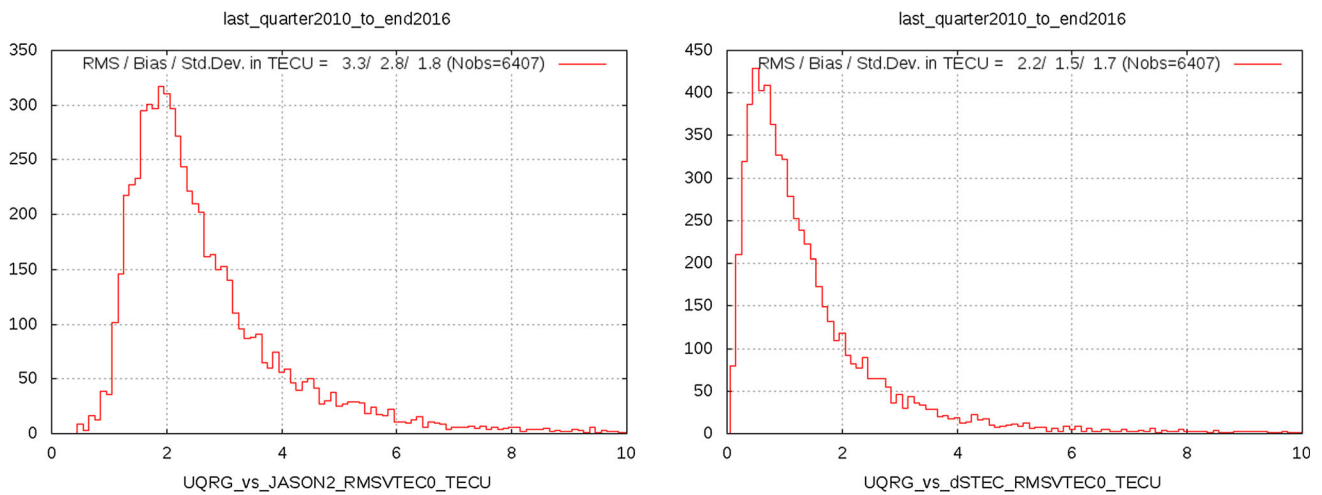 last_quarter2010_to_end2016
350
300
250
200
150
100
50
0
RMS / Bias / Std.Dev. in TECU = 3.3/ 2.8/ 1.8 (Nobs=6407)
0 2 4 6 8 10
UQRG_vs_JASON2_RMSVTEC0_TECU
last_quarter2010_to_end2016
450
400
350
300
250
200
150
100
50
0
RMS / Bias / Std.Dev. in TECU = 2.2/ 1.5/ 1.7 (Nobs=6407)
0 2 4 6 8 10
UQRG_vs_dSTEC_RMSVTEC0_TECU